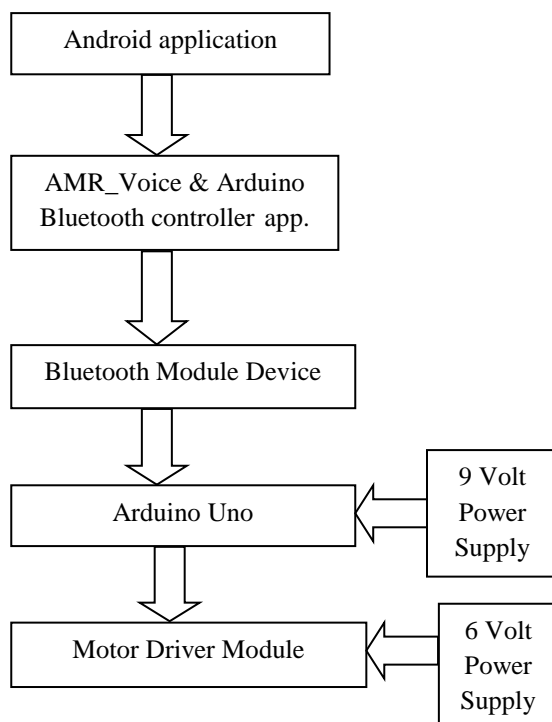 Android application
AMR_Voice & Arduino
Bluetooth controller app.
Bluetooth Module Device
Arduino Uno
9 Volt
Power
Supply
Motor Driver Module
6 Volt
Power
Supply